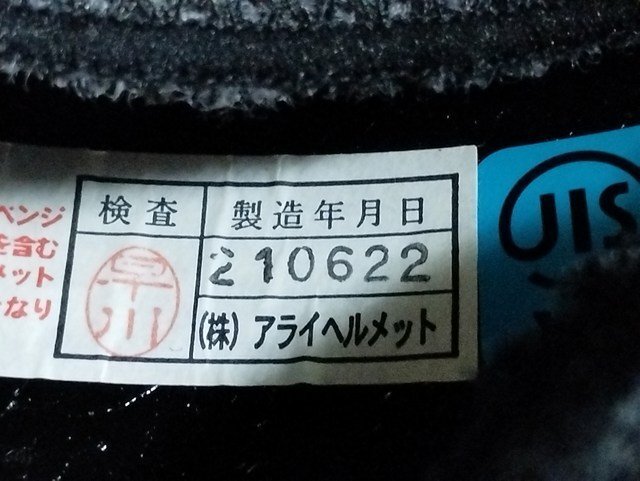 ベンジ
を含む
メット
なり
検査
製造年月日
早川
210622
(株) アライヘルメット
JIS